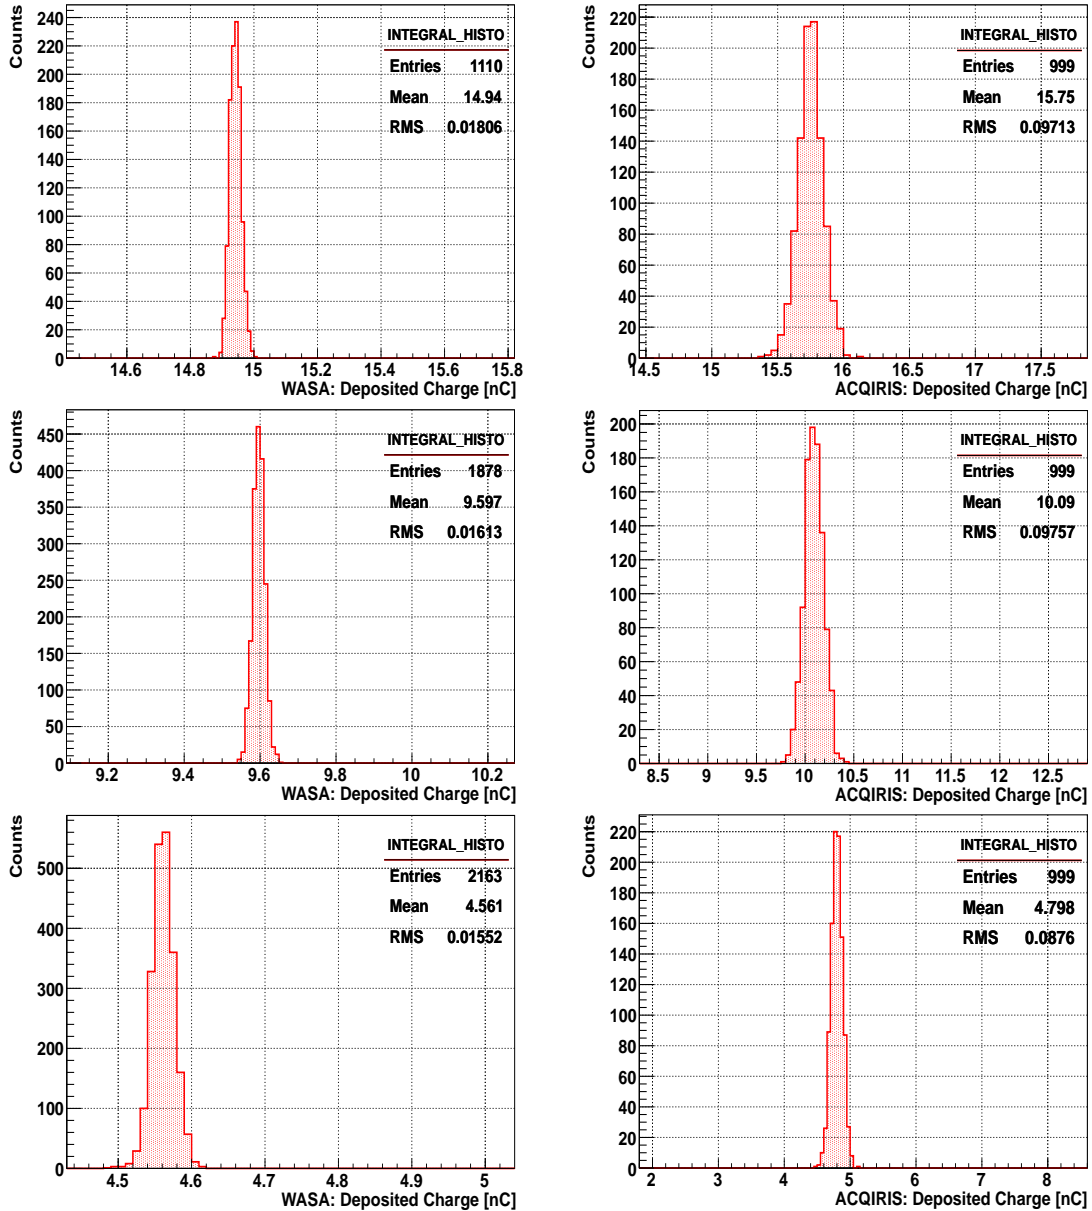 Counts
240
220
200
180
160
140
120
100
80
60
40
20
0
INTEGRAL_HISTO
Entries 1110
Mean 14.94
RMS 0.01806
14.6 14.8 15 15.2 15.4 15.6 15.8
WASA: Deposited Charge [nC]
Counts
220
200
180
160
140
120
100
80
60
40
20
0
INTEGRAL_HISTO
Entries 999
Mean 15.75
RMS 0.09713
14.5 15 15.5 16 16.5 17 17.5
ACQIRIS: Deposited Charge [nC]
Counts
450
400
350
300
250
200
150
100
50
0
INTEGRAL_HISTO
Entries 1878
Mean 9.597
RMS 0.01613
9.2 9.4 9.6 9.8 10 10.2
WASA: Deposited Charge [nC]
Counts
200
180
160
140
120
100
80
60
40
20
0
INTEGRAL_HISTO
Entries 999
Mean 10.09
RMS 0.09757
8.5 9 9.5 10 10.5 11 11.5 12 12.5
ACQIRIS: Deposited Charge [nC]
Counts
500
400
300
200
100
0
INTEGRAL_HISTO
Entries 2163
Mean 4.561
RMS 0.01552
4.5 4.6 4.7 4.8 4.9 5
WASA: Deposited Charge [nC]
Counts
220
200
180
160
140
120
100
80
60
40
20
0
INTEGRAL_HISTO
Entries 999
Mean 4.798
RMS 0.0876
2 3 4 5 6 7 8
ACQIRIS: Deposited Charge [nC]